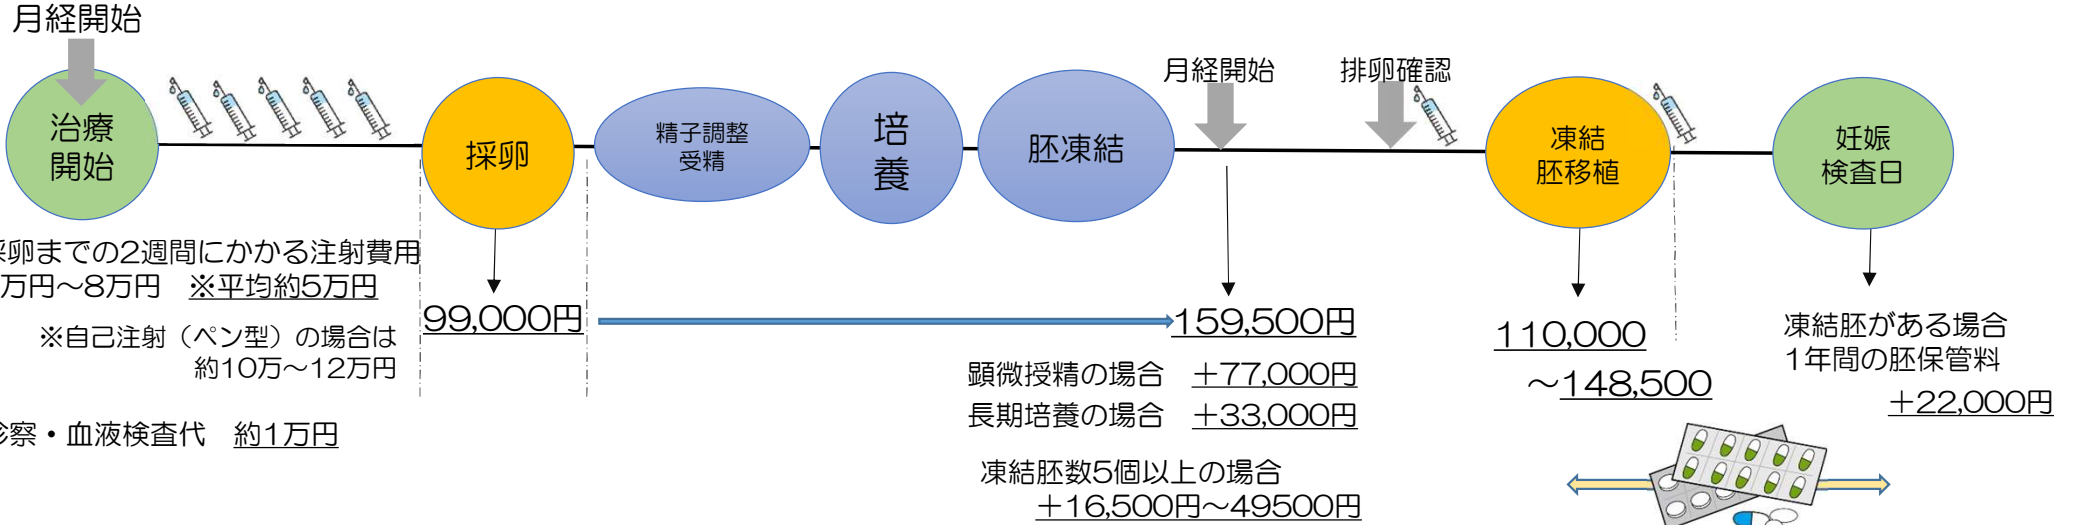 月経開始
治療
開始
採卵
精子調整
受精
培
養
胚凍結
月経開始
排卵確認
凍結
胚移植
妊娠
検査日
採卵までの2週間にかかる注射費用
万円～8万円 ※平均約5万円
※自己注射（ペン型）の場合は
約10万～12万円
診察・血液検査代 約1万円
99,000円
159,500円
顕微授精の場合 +77,000円
長期培養の場合 +33,000円
凍結胚数5個以上の場合
+16,500円～49500円
110,000
～148,500
凍結胚がある場合
1年間の胚保管料
+22,000円